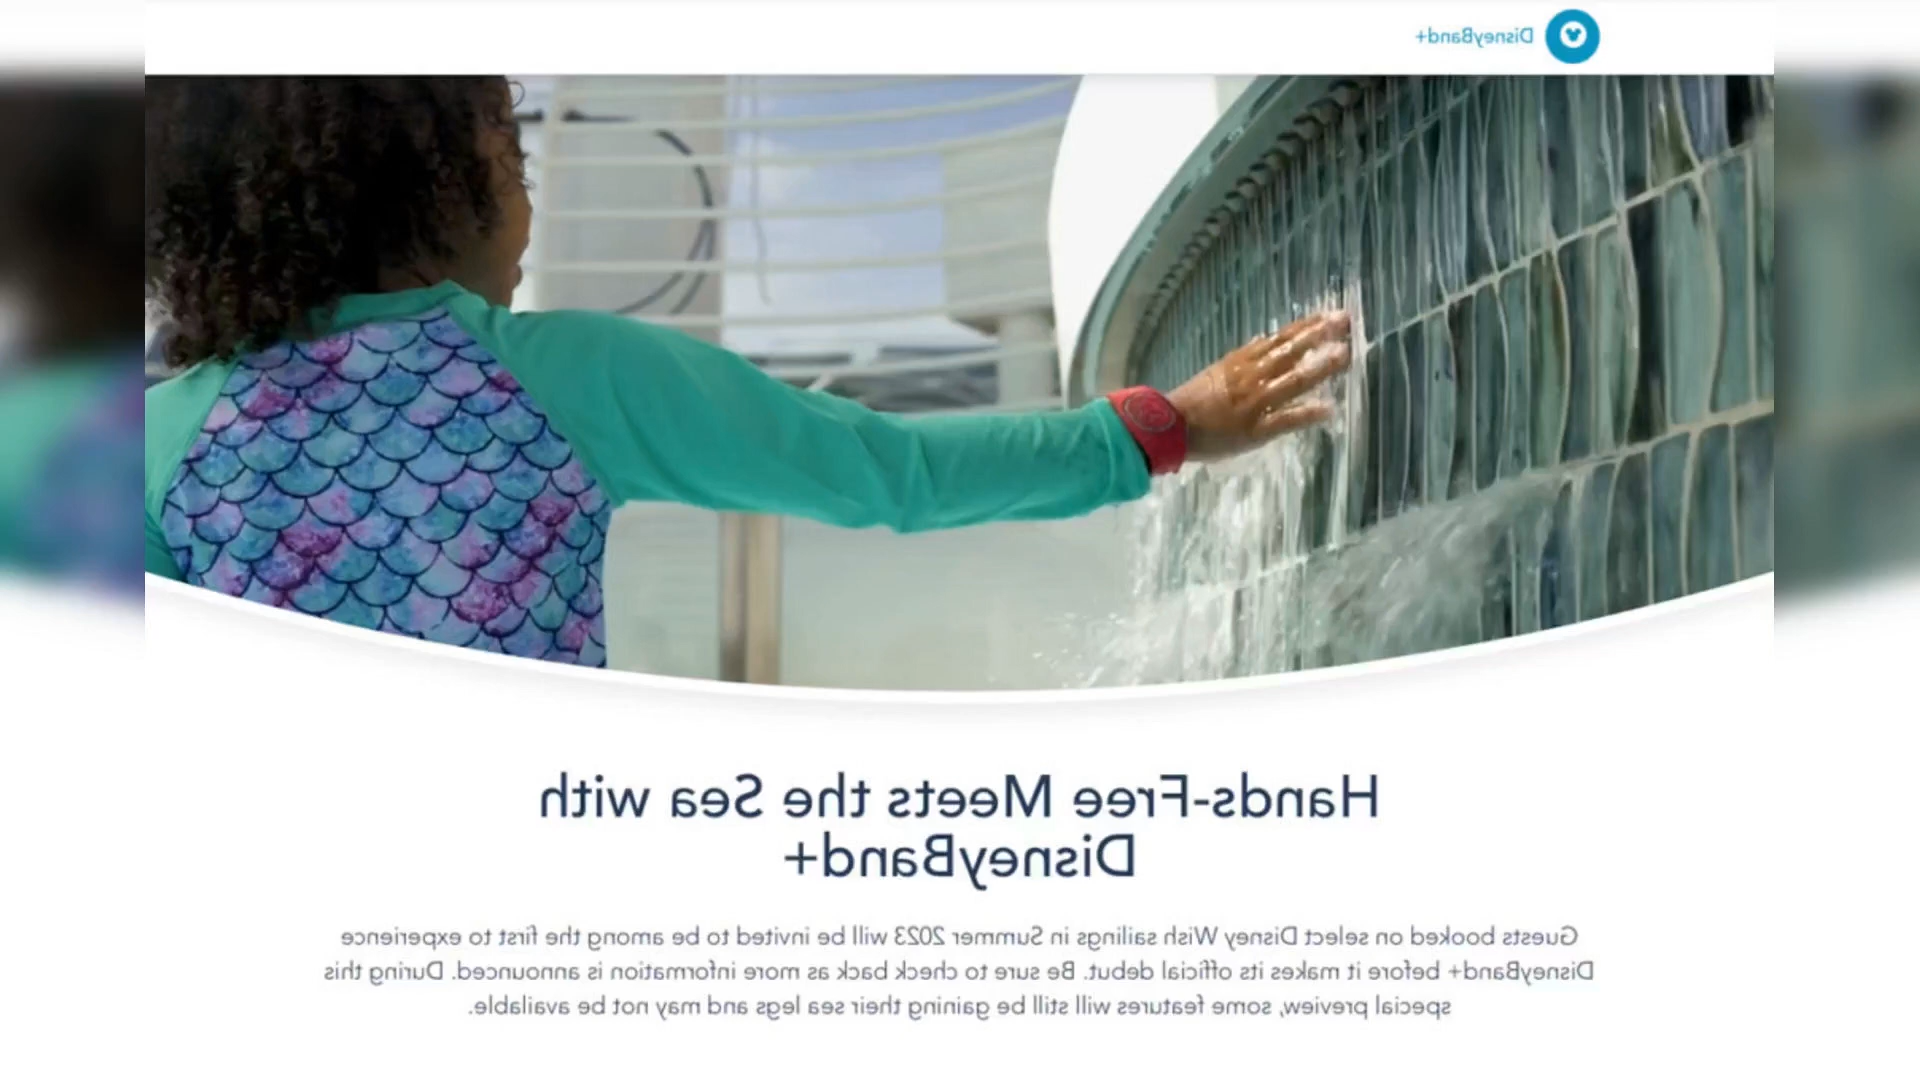 DisneyBand+
Hands-Free Meets the Sea with
DisneyBand+
Guests booked on select Disney Wish sailings in Summer 2023 will be invited to be among the first to experience
DisneyBand+ before it makes its official debut. Be sure to check back as more information is announced. During this
special preview, some features will still be gaining their sea legs and may not be available.